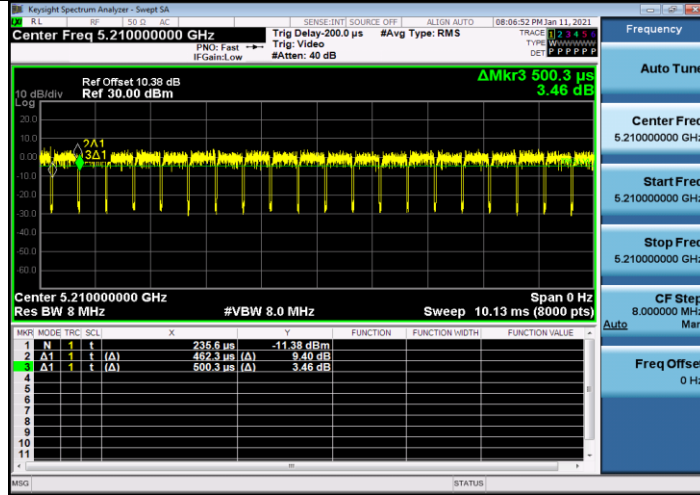 Keysight Spectrum Analyzer - Swept SA
RL RF 50 Ω AC SENSE:INT SOURCE OFF ALIGN AUTO 08:06:52 PM Jan 11, 2021
Center Freq 5.210000000 GHz
PNO: Fast
IFGain:Low
Trig Delay-200.0 µs
Trig: Video
#Atten: 40 dB
#Avg Type: RMS
TRACE 1 2 3 4 5 6
TYPE WWWWWW
DET P P P P P P
Ref Offset 10.38 dB
10 dB/div Ref 30.00 dBm
Log
ΔMkr3 500.3 µs
3.46 dB
20.0
10.0
0.00
-10.0
-20.0
-30.0
-40.0
-50.0
-60.0
2Δ1
3Δ1
Center 5.210000000 GHz Span 0 Hz
Res BW 8 MHz #VBW 8.0 MHz Sweep 10.13 ms (8000 pts)
MKR MODE TRC SCL X Y FUNCTION FUNCTION WIDTH FUNCTION VALUE
1 N 1 t 235.6 µs -11.38 dBm
2 Δ1 1 t (Δ) 462.3 µs (Δ) 9.40 dB
3 Δ1 1 t (Δ) 500.3 µs (Δ) 3.46 dB
4
5
6
7
8
9
10
11
MSG STATUS
Frequency
Auto Tune
Center Freq
5.210000000 GHz
Start Freq
5.210000000 GHz
Stop Freq
5.210000000 GHz
CF Step
8.000000 MHz
Auto Man
Freq Offset
0 Hz